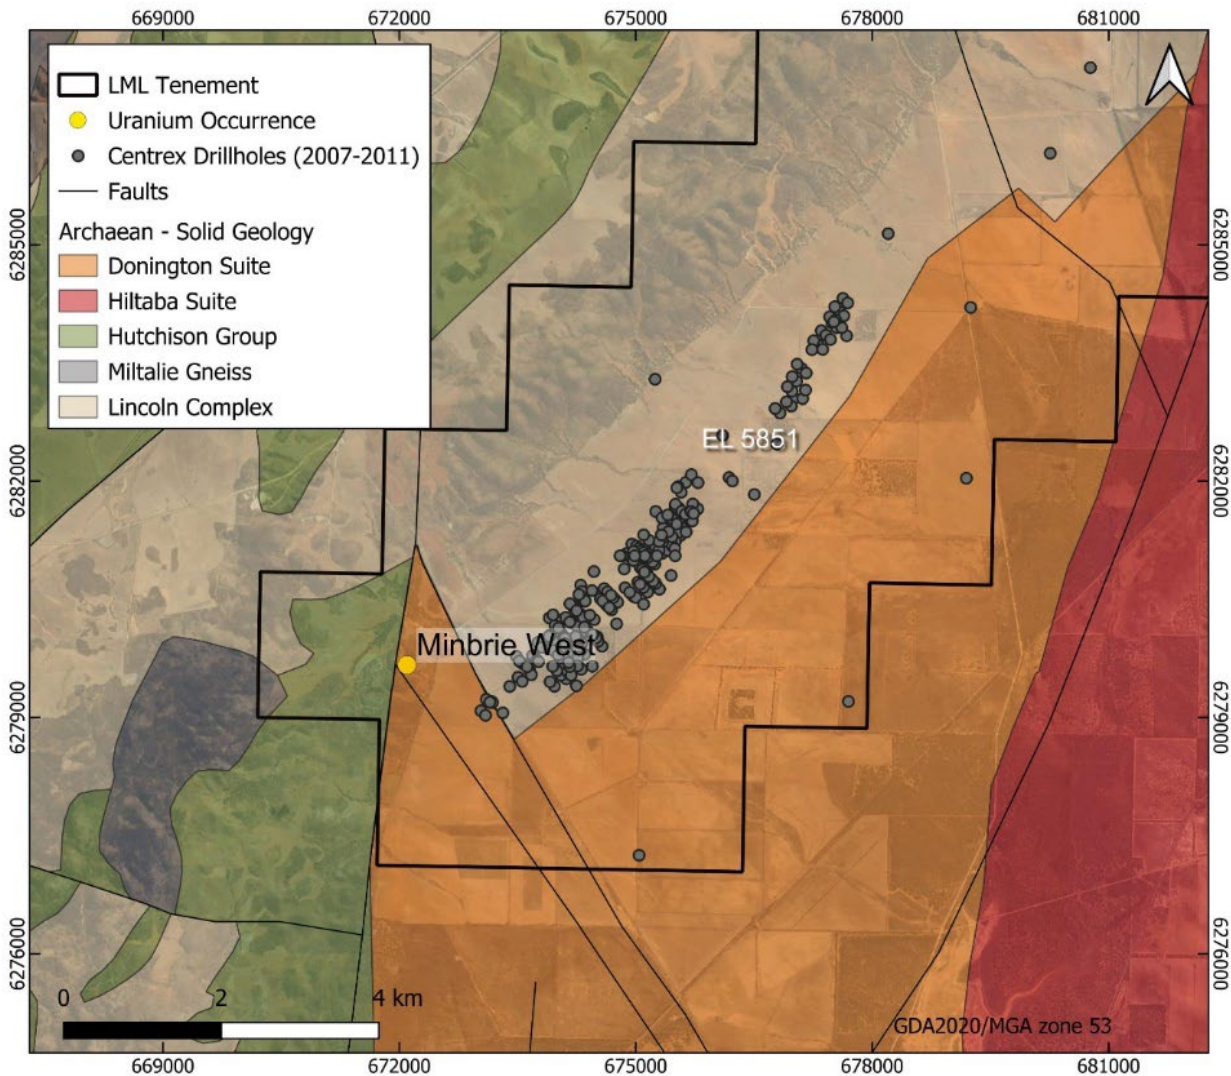 669000
672000
675000
678000
681000
LML Tenement
Uranium Occurrence
Centrex Drillholes (2007-2011)
Faults
Archaean - Solid Geology
Donington Suite
Hiltaba Suite
Hutchison Group
Miltalie Gneiss
Lincoln Complex
6285000
6285000
EL 5851
6282000
6282000
Minbrie West
6279000
6279000
6276000
6276000
0
2
4 km
GDA2020/MGA zone 53
669000
672000
675000
678000
681000